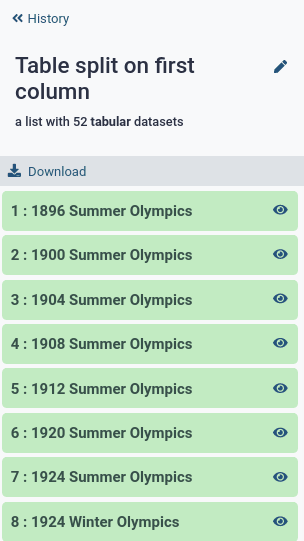 History
Table split on first
column
a list with 52 tabular datasets
Download
1 : 1896 Summer Olympics
2 : 1900 Summer Olympics
3 : 1904 Summer Olympics
4 : 1908 Summer Olympics
5 : 1912 Summer Olympics
6 : 1920 Summer Olympics
7 : 1924 Summer Olympics
8 : 1924 Winter Olympics